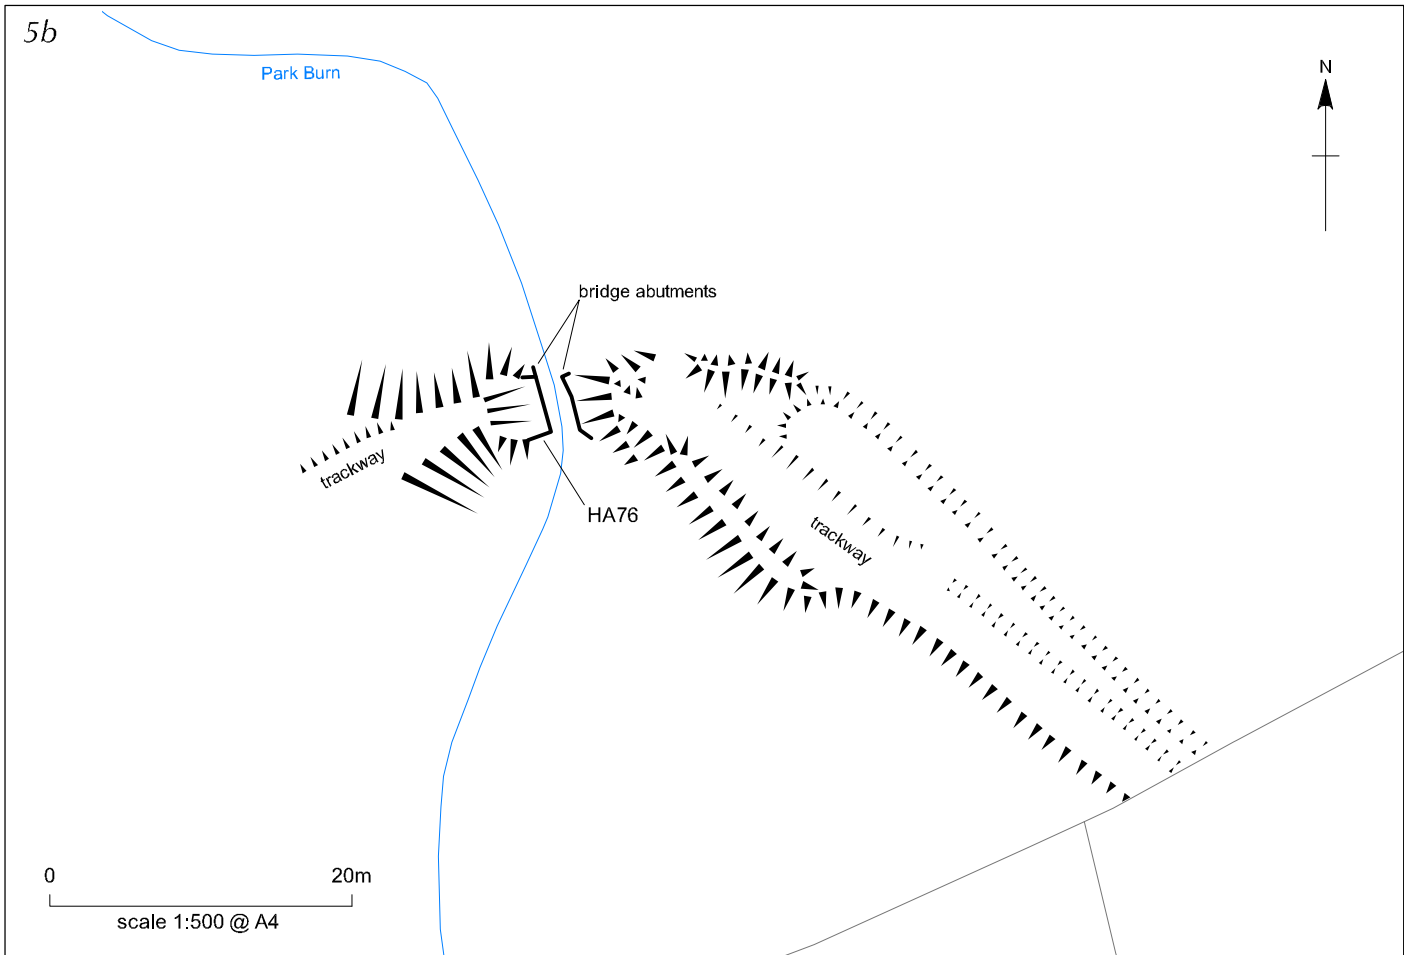 5b
Park Burn
N
bridge abutments
trackway
HA76
trackway
0 20m
scale 1:500 @ A4